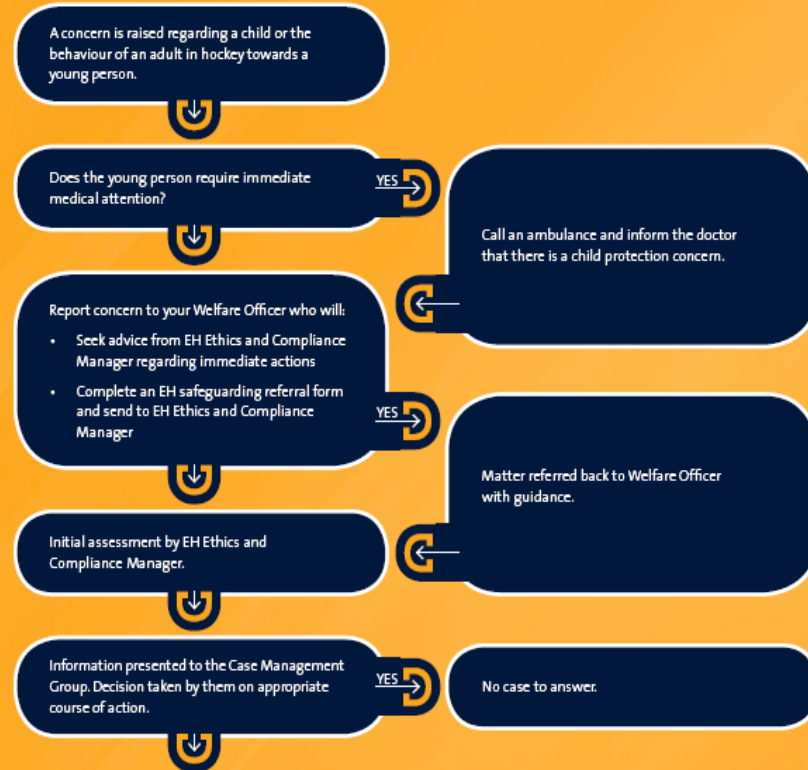 A concern is raised regarding a child or the
behaviour of an adult in hockey towards a
young person.
Does the young person require immediate
medical attention?
YES
Call an ambulance and inform the doctor
that there is a child protection concern.
Report concern to your Welfare Officer who will:
• Seek advice from EH Ethics and Compliance
Manager regarding immediate actions
• Complete an EH safeguarding referral form
and send to EH Ethics and Compliance
Manager
YES
Matter referred back to Welfare Officer
with guidance.
Initial assessment by EH Ethics and
Compliance Manager.
Information presented to the Case Management
Group. Decision taken by them on appropriate
course of action.
YES
No case to answer.